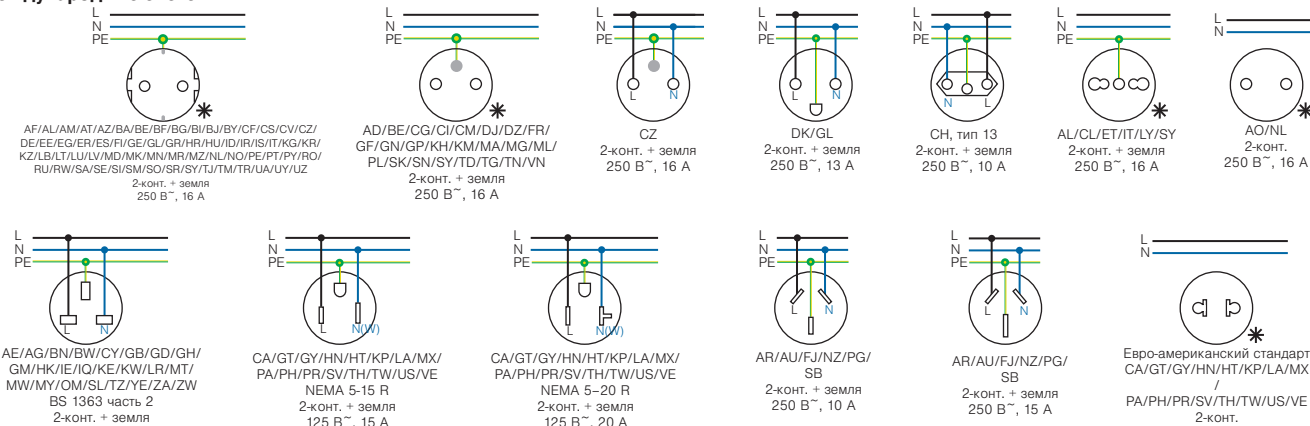 L
N
PE
AF/AL/AM/AT/AZ/BA/BE/BF/BG/BI/BJ/BY/CF/CS/CV/CZ/
DE/EE/EG/ER/ES/FI/GE/GL/GR/HR/HU/ID/IR/IS/IT/KG/KR/
KZ/LB/LT/LU/LV/MD/MK/MN/MR/MZ/NL/NO/PE/PT/PY/RO/
RU/RW/SA/SE/SI/SM/SO/SR/SY/TJ/TM/TR/UA/UY/UZ
2-конт. + земля
250 В~, 16 А
L
N
PE
AD/BE/CG/CI/CM/DJ/DZ/FR/
GF/GN/GP/KH/KM/MA/MG/ML/
PL/SK/SN/SY/TD/TG/TN/VN
2-конт. + земля
250 В~, 16 А
L
N
PE
L N
CZ
2-конт. + земля
250 В~, 16 А
L
N
PE
L N
DK/GL
2-конт. + земля
250 В~, 13 А
L
N
PE
N L
CH, тип 13
2-конт. + земля
250 В~, 10 А
L
N
PE
AL/CL/ET/IT/LY/SY
2-конт. + земля
250 В~, 16 А
L
N
AO/NL
2-конт.
250 В~, 16 А
L
N
PE
L N
AE/AG/BN/BW/CY/GB/GD/GH/
GM/HK/IE/IQ/KE/KW/LR/MT/
MW/MY/OM/SL/TZ/YE/ZA/ZW
BS 1363 часть 2
2-конт. + земля
L
N
PE
L N(W)
CA/GT/GY/HN/HT/KP/LA/MX/
PA/PH/PR/SV/TH/TW/US/VE
NEMA 5-15 R
2-конт. + земля
125 В~, 15 А
L
N
PE
L N(W)
CA/GT/GY/HN/HT/KP/LA/MX/
PA/PH/PR/SV/TH/TW/US/VE
NEMA 5–20 R
2-конт. + земля
125 В~, 20 А
L
N
PE
L N
AR/AU/FJ/NZ/PG/
SB
2-конт. + земля
250 В~, 10 А
L
N
PE
L N
AR/AU/FJ/NZ/PG/
SB
2-конт. + земля
250 В~, 15 А
L
N
Евро-американский стандарт
CA/GT/GY/HN/HT/KP/LA/MX
/
PA/PH/PR/SV/TH/TW/US/VE
2-конт.